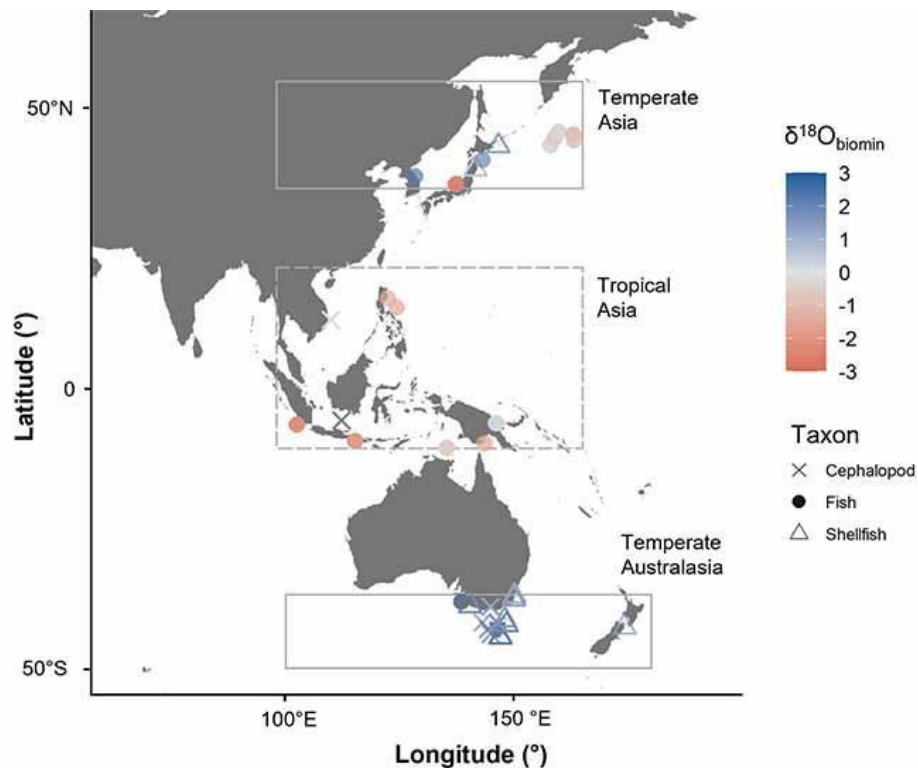 50°N
0
50°S
Latitude (°)
100°E
150 °E
Longitude (°)
Temperate
Asia
Tropical
Asia
Temperate
Australasia
δ18Obiomin
3
2
1
0
-1
-2
-3
Taxon
Cephalopod
Fish
Shellfish